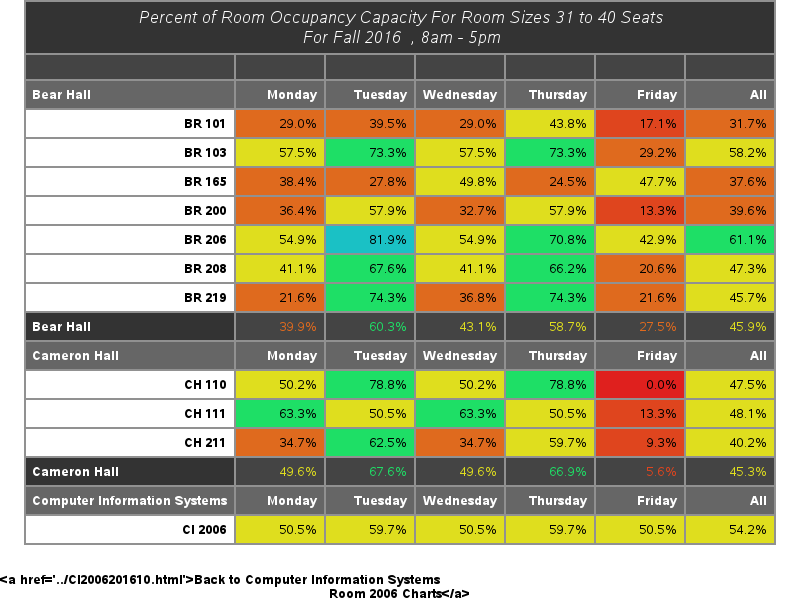 Percent of Room Occupancy Capacity For Room Sizes 31 to 40 Seats
For Fall 2016 , 8am - 5pm
Bear Hall Monday Tuesday Wednesday Thursday Friday All
BR 101 29.0% 39.5% 29.0% 43.8% 17.1% 31.7%
BR 103 57.5% 73.3% 57.5% 73.3% 29.2% 58.2%
BR 165 38.4% 27.8% 49.8% 24.5% 47.7% 37.6%
BR 200 36.4% 57.9% 32.7% 57.9% 13.3% 39.6%
BR 206 54.9% 81.9% 54.9% 70.8% 42.9% 61.1%
BR 208 41.1% 67.6% 41.1% 66.2% 20.6% 47.3%
BR 219 21.6% 74.3% 36.8% 74.3% 21.6% 45.7%
Bear Hall 39.9% 60.3% 43.1% 58.7% 27.5% 45.9%
Cameron Hall Monday Tuesday Wednesday Thursday Friday All
CH 110 50.2% 78.8% 50.2% 78.8% 0.0% 47.5%
CH 111 63.3% 50.5% 63.3% 50.5% 13.3% 48.1%
CH 211 34.7% 62.5% 34.7% 59.7% 9.3% 40.2%
Cameron Hall 49.6% 67.6% 49.6% 66.9% 5.6% 45.3%
Computer Information Systems Monday Tuesday Wednesday Thursday Friday All
CI 2006 50.5% 59.7% 50.5% 59.7% 50.5% 54.2%
&lt;a href='../CI2006201610.html'&gt;Back to Computer Information Systems
Room 2006 Charts&lt;/a&gt;